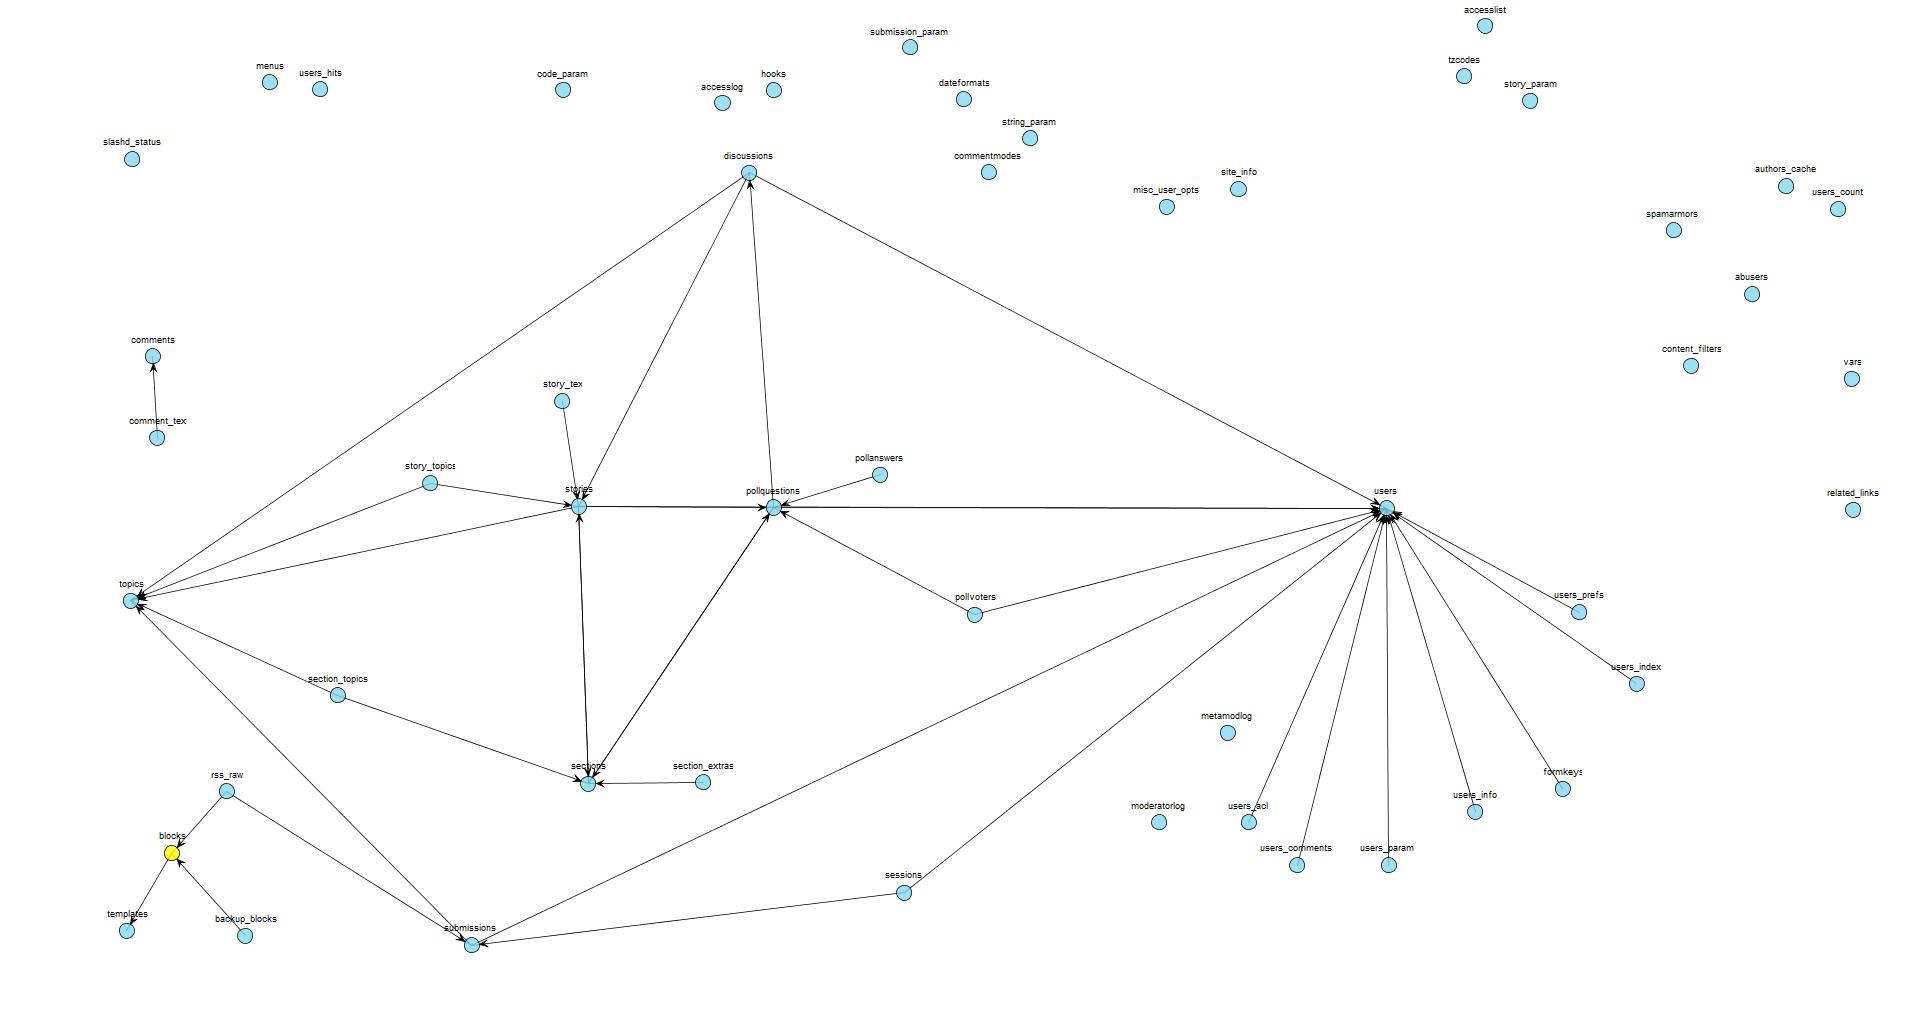 accesslist
submission_param
tzcodes
menus
users_hits
code_param
hooks
accesslog
dateformats
story_param
string_param
slashd_status
discussions
commentmodes
authors_cache
site_info
misc_user_opts
users_count
spamarmors
abusers
comments
content_filters
vars
story_tex
comment_tex
pollanswers
story_topics
stories
pollquestions
users
related_links
topics
pollvoters
users_prefs
users_index
section_topics
metamodlog
sections
section_extras
rss_raw
formkeys
users_info
moderatorlog
users_acl
blocks
users_comments
users_param
sessions
templates
backup_blocks
submissions